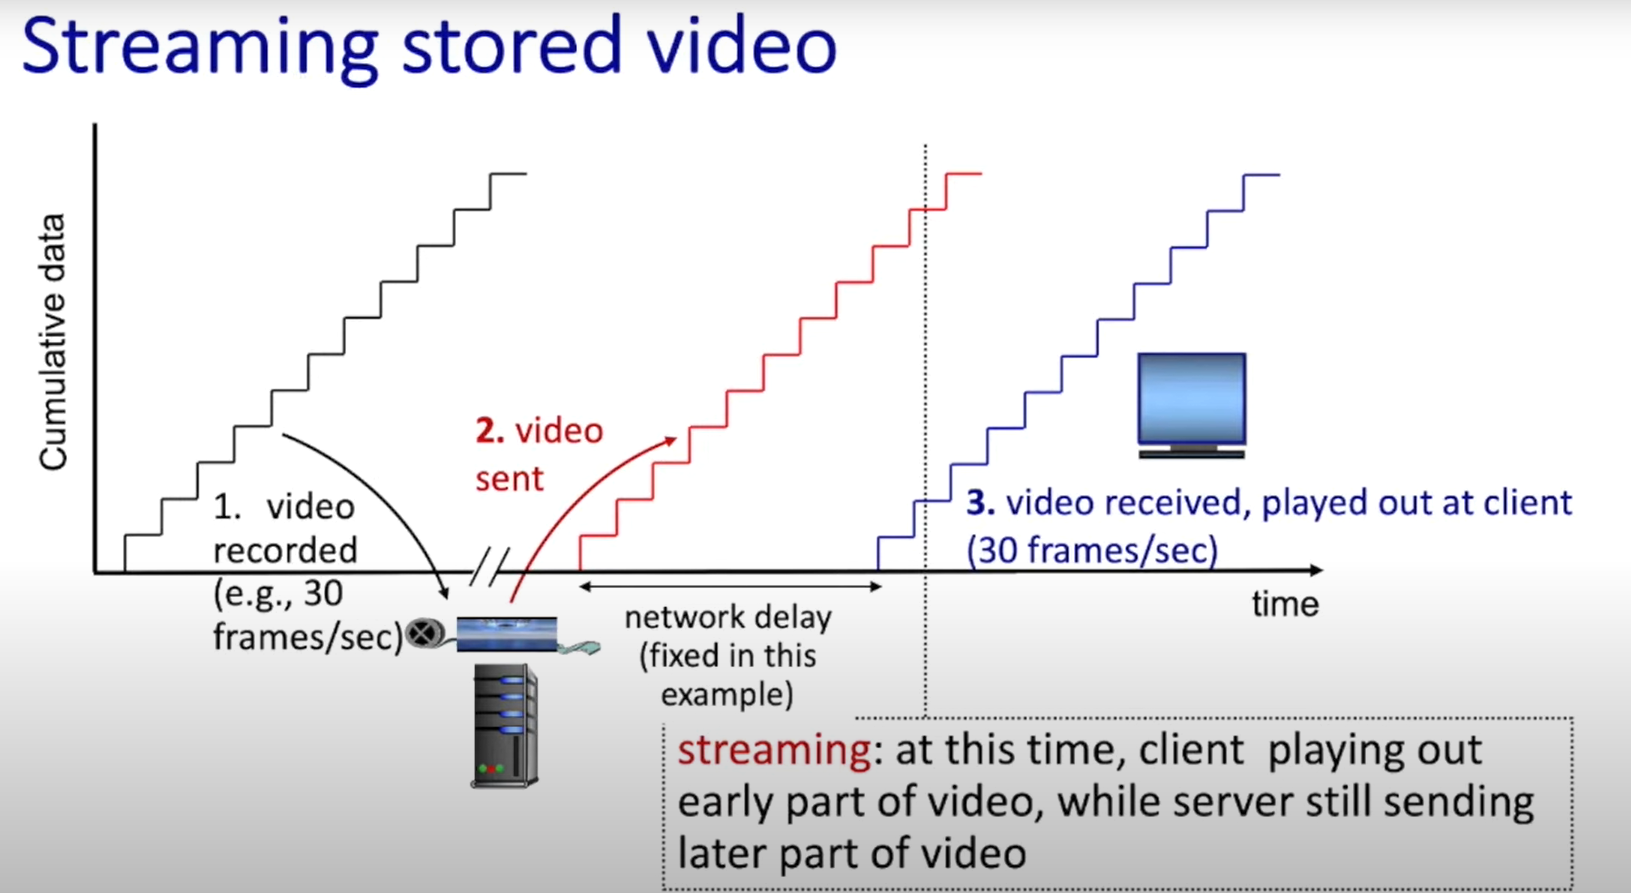 Streaming stored video
Cumulative data
1. video
recorded
(e.g., 30
frames/sec)
2. video
sent
3. video received, played out at client
(30 frames/sec)
time
network delay
(fixed in this
example)
streaming: at this time, client playing out
early part of video, while server still sending
later part of video